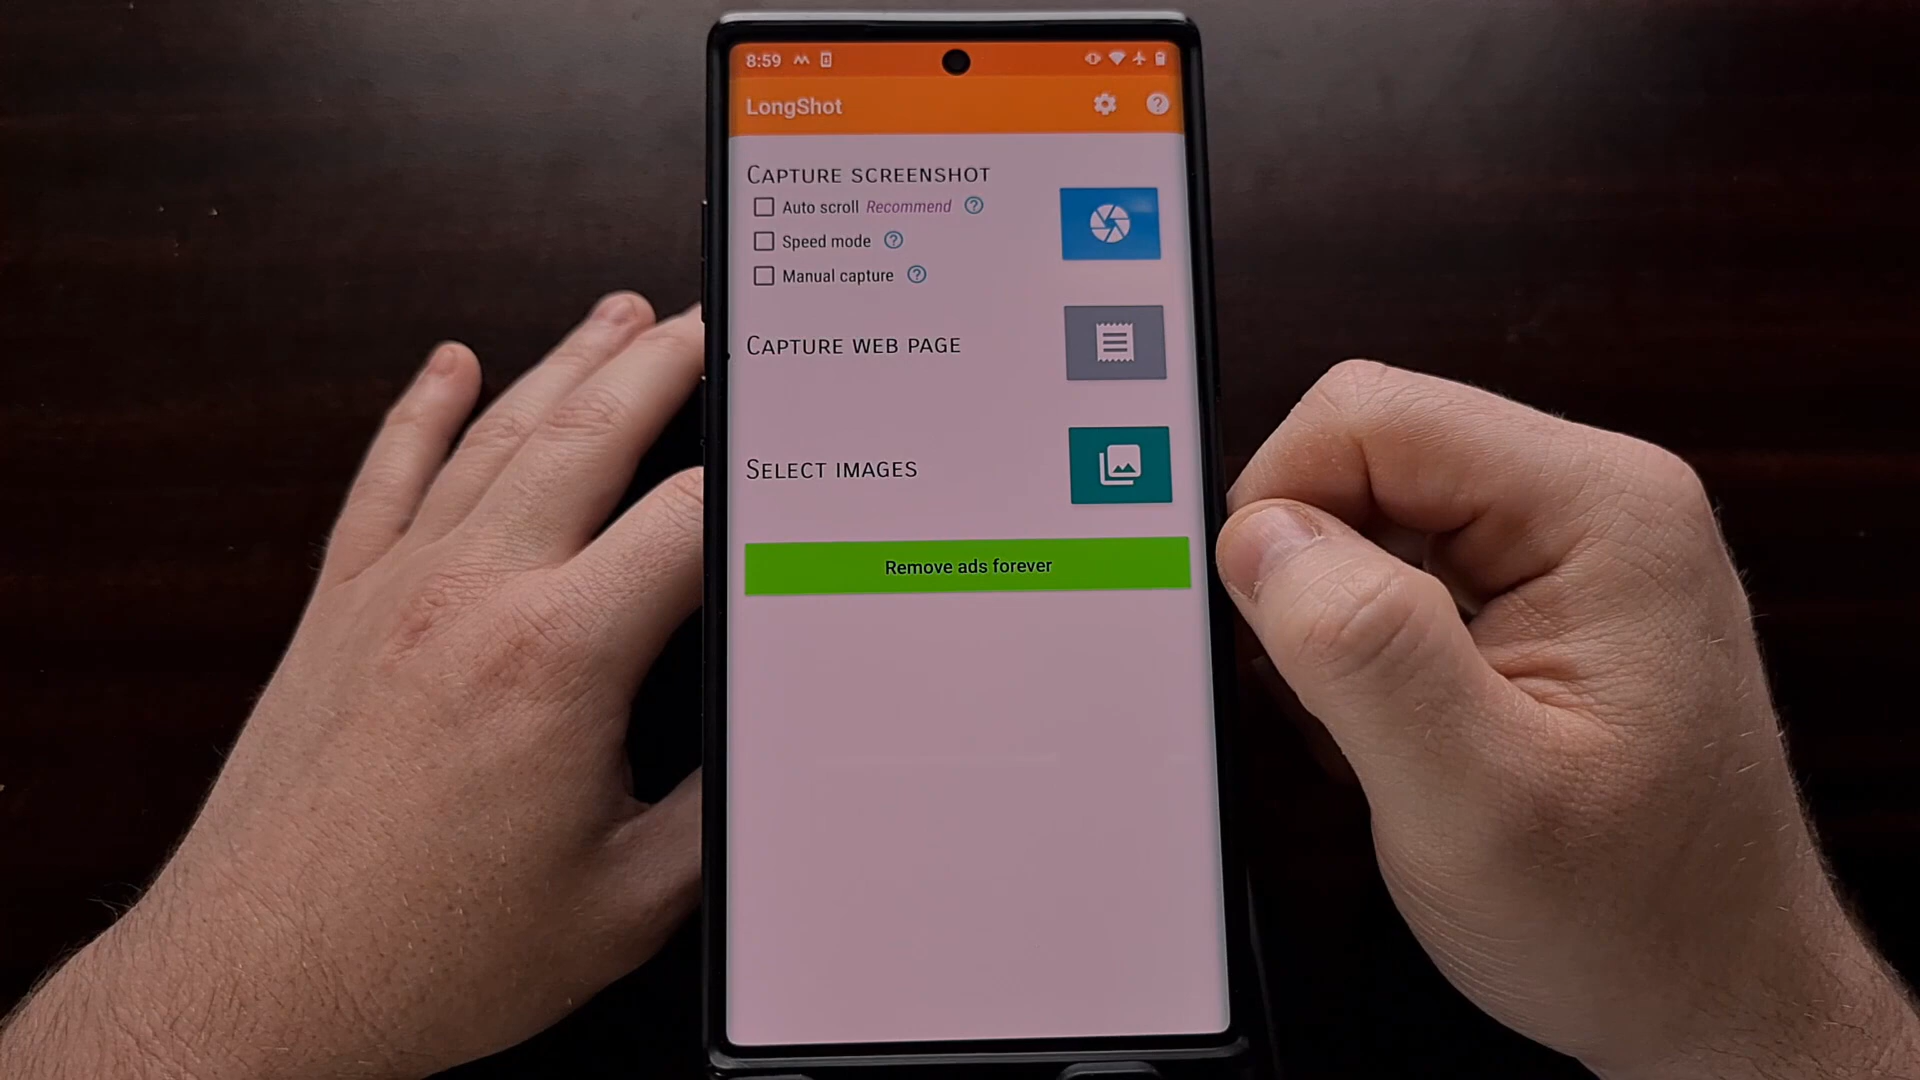 8:59
LongShot
CAPTURE SCREENSHOT
Auto scroll Recommend
Speed mode
Manual capture
CAPTURE WEB PAGE
SELECT IMAGES
Remove ads forever